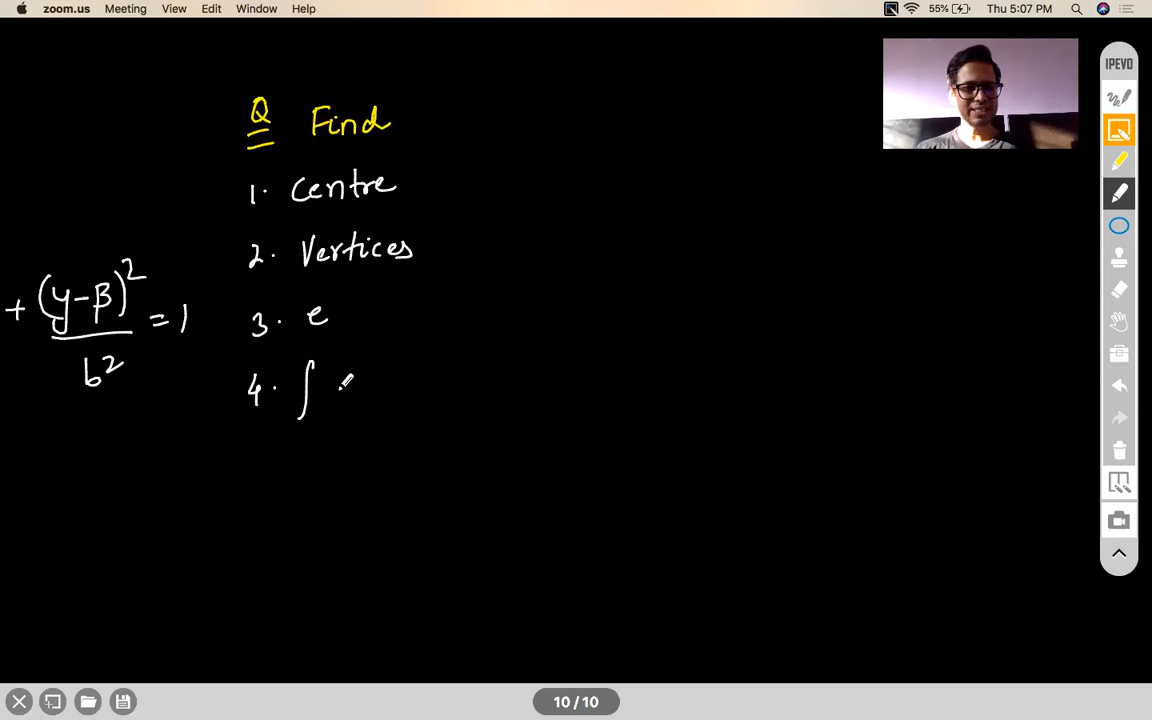 zoom.us Meeting View Edit Window Help 55% Thu 5:07 PM
IPEVO
Q Find
1. Centre
2. Vertices
+ (y-β)² / b² = 1
3. e
4. ∫
10/10